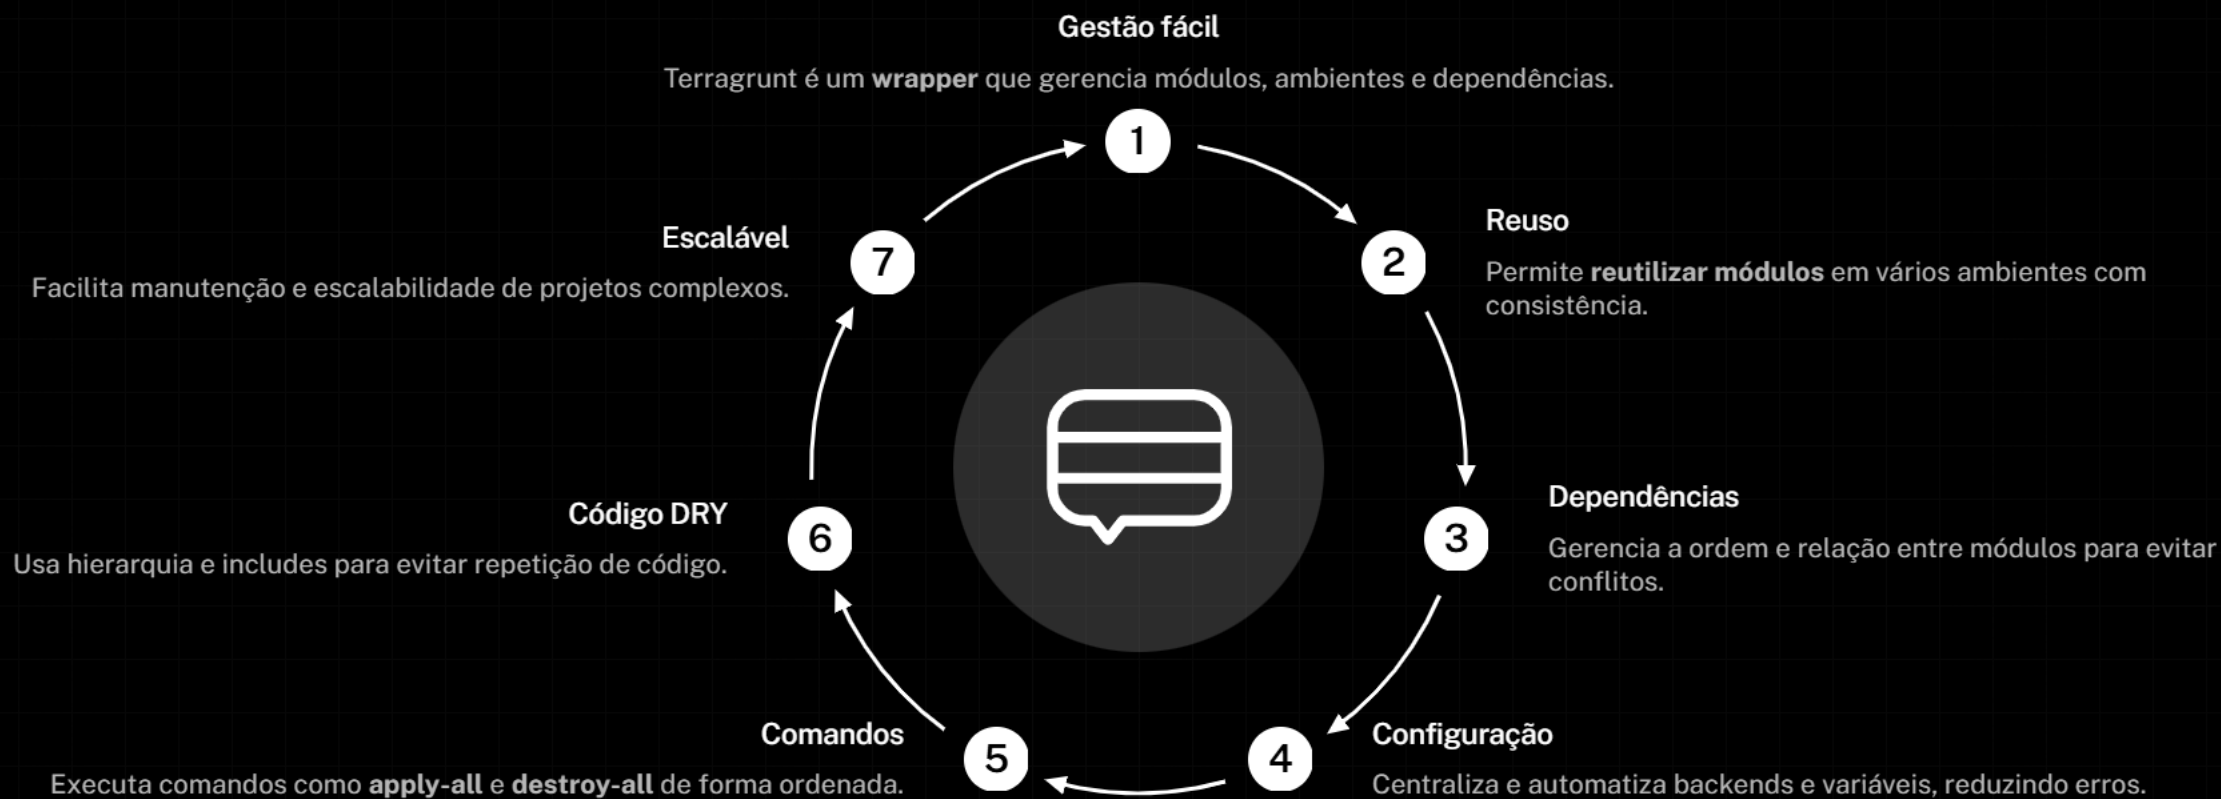 Gestão fácil
Terragrunt é um wrapper que gerencia módulos, ambientes e dependências.
1
Reuso
Permite reutilizar módulos em vários ambientes com
consistência.
2
Dependências
Gerencia a ordem e relação entre módulos para evitar
conflitos.
3
Configuração
Centraliza e automatiza backends e variáveis, reduzindo erros.
4
Comandos
Executa comandos como apply-all e destroy-all de forma ordenada.
5
Código DRY
Usa hierarquia e includes para evitar repetição de código.
6
Escalável
Facilita manutenção e escalabilidade de projetos complexos.
7